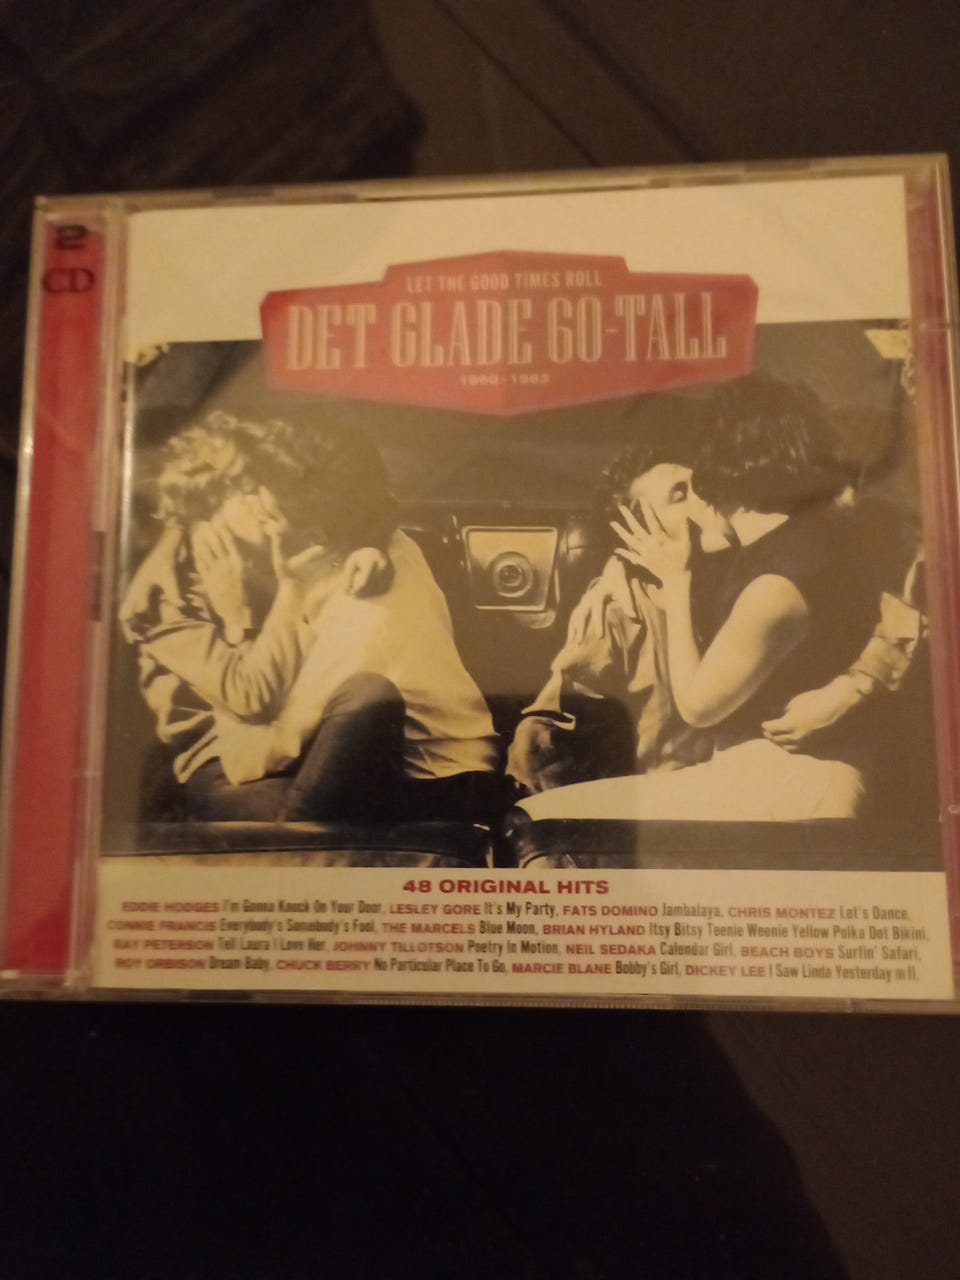 2
CD
LET THE GOOD TIMES ROLL
DET GLADE 60-TALL
1960-1963
48 ORIGINAL HITS
EDDIE HODGES I'm Gonna Knock On Your Door, LESLEY GORE It's My Party, FATS DOMINO Jambalaya, CHRIS MONTEZ Let's Dance,
CONNIE FRANCIS Everybody's Somebody's Fool, THE MARCELS Blue Moon, BRIAN HYLAND Itsy Bitsy Teenie Weenie Yellow Polka Dot Bikini,
RAY PETERSON Tell Laura I Love Her, JOHNNY TILLOTSON Poetry In Motion, NEIL SEDAKA Calendar Girl, BEACH BOYS Surfin' Safari,
ROY ORBISON Dream Baby, CHUCK BERRY No Particular Place To Go, MARCIE BLANE Bobby's Girl, DICKEY LEE I Saw Linda Yesterday m fl.